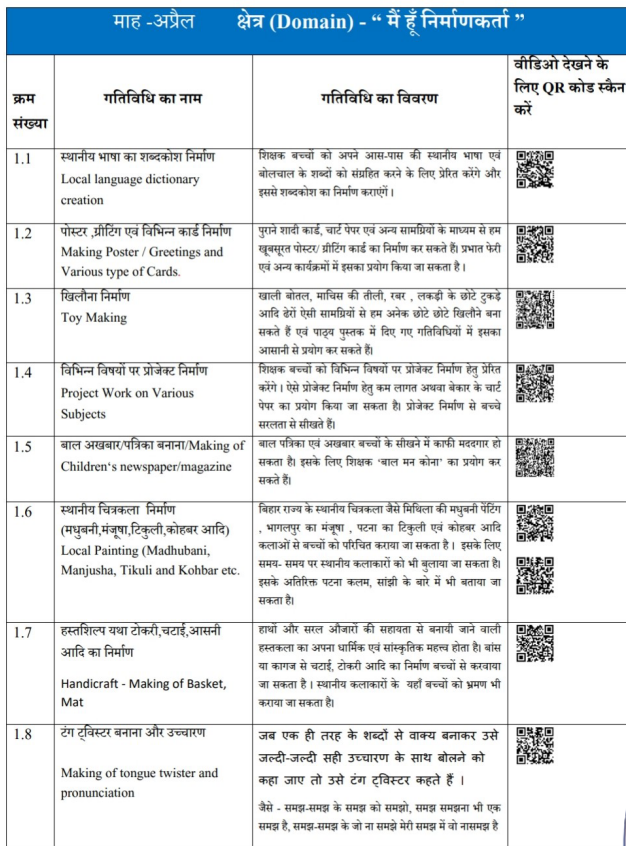 माह -अप्रैल क्षेत्र (Domain) - “ मैं हूँ निर्माणकर्ता ”
क्रम संख्या
गतिविधि का नाम
गतिविधि का विवरण
वीडिओ देखने के
लिए QR कोड स्कैन
करें
1.1
स्थानीय भाषा का शब्दकोश निर्माण
Local language dictionary
creation
शिक्षक बच्चों को अपने आस-पास की स्थानीय भाषा एवं
बोलचाल के शब्दों को संग्रहित करने के लिए प्रेरित करेंगे और
इससे शब्दकोश का निर्माण कराएंगे ।
1.2
पोस्टर ,ग्रीटिंग एवं विभिन्न कार्ड निर्माण
Making Poster / Greetings and
Various type of Cards.
पुराने शादी कार्ड, चार्ट पेपर एवं अन्य सामग्रियों के माध्यम से हम
खूबसूरत पोस्टर/ ग्रीटिंग कार्ड का निर्माण कर सकते हैं। प्रभात फेरी
एवं अन्य कार्यक्रमों में इसका प्रयोग किया जा सकता है ।
1.3
खिलौना निर्माण
Toy Making
खाली बोतल, माचिस की तीली, रबर , लकड़ी के छोटे टुकड़े
आदि ढेरों ऐसी सामग्रियों से हम अनेक छोटे छोटे खिलौने बना
सकते हैं एवं पाठ्य पुस्तक में दिए गए गतिविधियों में इसका
आसानी से प्रयोग कर सकते हैं।
1.4
विभिन्न विषयों पर प्रोजेक्ट निर्माण
Project Work on Various
Subjects
शिक्षक बच्चों को विभिन्न विषयों पर प्रोजेक्ट निर्माण हेतु प्रेरित
करेंगे । ऐसे प्रोजेक्ट निर्माण हेतु कम लागत अथवा बेकार के चार्ट
पेपर का प्रयोग किया जा सकता है। प्रोजेक्ट निर्माण से बच्चे
सरलता से सीखते हैं।
1.5
बाल अखबार/पत्रिका बनाना/Making of
Children‘s newspaper/magazine
बाल पत्रिका एवं अखबार बच्चों के सीखने में काफी मददगार हो
सकता है। इसके लिए शिक्षक ‘बाल मन कोना’ का प्रयोग कर
सकते हैं।
1.6
स्थानीय चित्रकला निर्माण
(मधुबनी,मंजूषा,टिकुली,कोहबर आदि)
Local Painting (Madhubani,
Manjusha, Tikuli and Kohbar etc.
बिहार राज्य के स्थानीय चित्रकला जैसे मिथिला की मधुबनी पेंटिंग
, भागलपुर का मंजूषा , पटना का टिकुली एवं कोहबर आदि
कलाओं से बच्चों को परिचित कराया जा सकता है । इसके लिए
समय- समय पर स्थानीय कलाकारों को भी बुलाया जा सकता है।
इसके अतिरिक्त पटना कलम, सांझी के बारे में भी बताया जा
सकता है।
1.7
हस्तशिल्प यथा टोकरी,चटाई,आसनी
आदि का निर्माण
Handicraft - Making of Basket,
Mat
हाथों और सरल औजारों की सहायता से बनायी जाने वाली
हस्तकला का अपना धार्मिक एवं सांस्कृतिक महत्त्व होता है। बांस
या कागज से चटाई, टोकरी आदि का निर्माण बच्चों से करवाया
जा सकता है । स्थानीय कलाकारों के यहाँ बच्चों को भ्रमण भी
कराया जा सकता है।
1.8
टंग ट्विस्टर बनाना और उच्चारण
Making of tongue twister and
pronunciation
जब एक ही तरह के शब्दों से वाक्य बनाकर उसे
जल्दी-जल्दी सही उच्चारण के साथ बोलने को
कहा जाए तो उसे टंग ट्विस्टर कहते हैं ।
जैसे - समझ-समझ के समझ को समझो, समझ समझना भी एक
समझ है, समझ-समझ के जो ना समझे मेरी समझ में वो नासमझ है